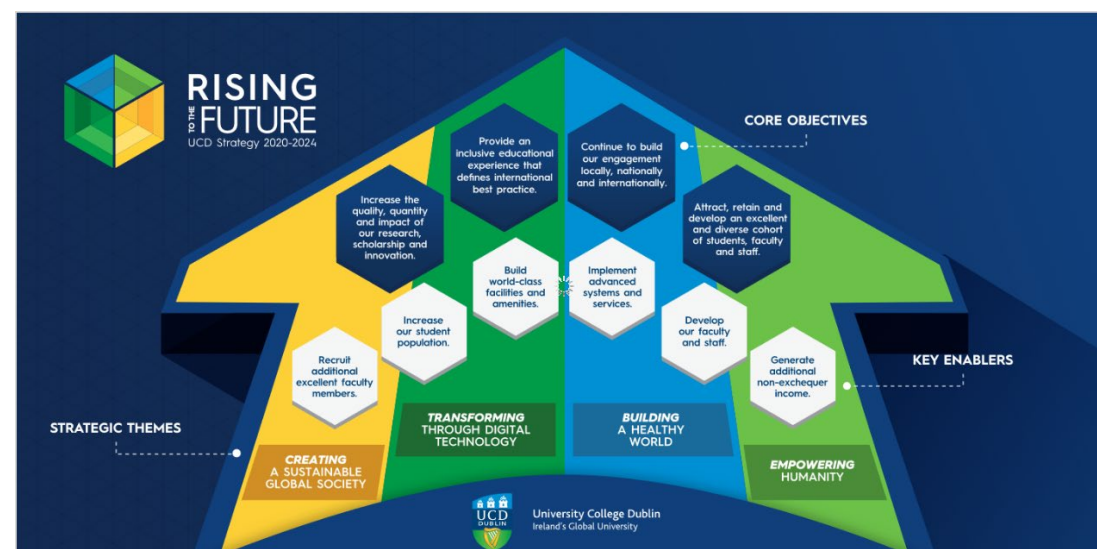 RISING
TO THE
FUTURE
UCD Strategy 2020-2024
CORE OBJECTIVES
Provide an
inclusive educational
experience that
defines international
best practice.
Continue to build
our engagement
locally, nationally
and internationally.
Increase the
quality, quantity
and impact of
our research,
scholarship and
innovation.
Attract, retain and
develop an excellent
and diverse cohort
of students, faculty
and staff.
Build
world-class
facilities and
amenities.
Implement
advanced
systems and
services.
Increase
our student
population.
Develop
our faculty
and staff.
Recruit
additional
excellent faculty
members.
Generate
additional
non-exchequer
income.
KEY ENABLERS
STRATEGIC THEMES
CREATING
A SUSTAINABLE
GLOBAL SOCIETY
TRANSFORMING
THROUGH DIGITAL
TECHNOLOGY
BUILDING
A HEALTHY
WORLD
EMPOWERING
HUMANITY
UCD
DUBLIN
University College Dublin
Ireland's Global University